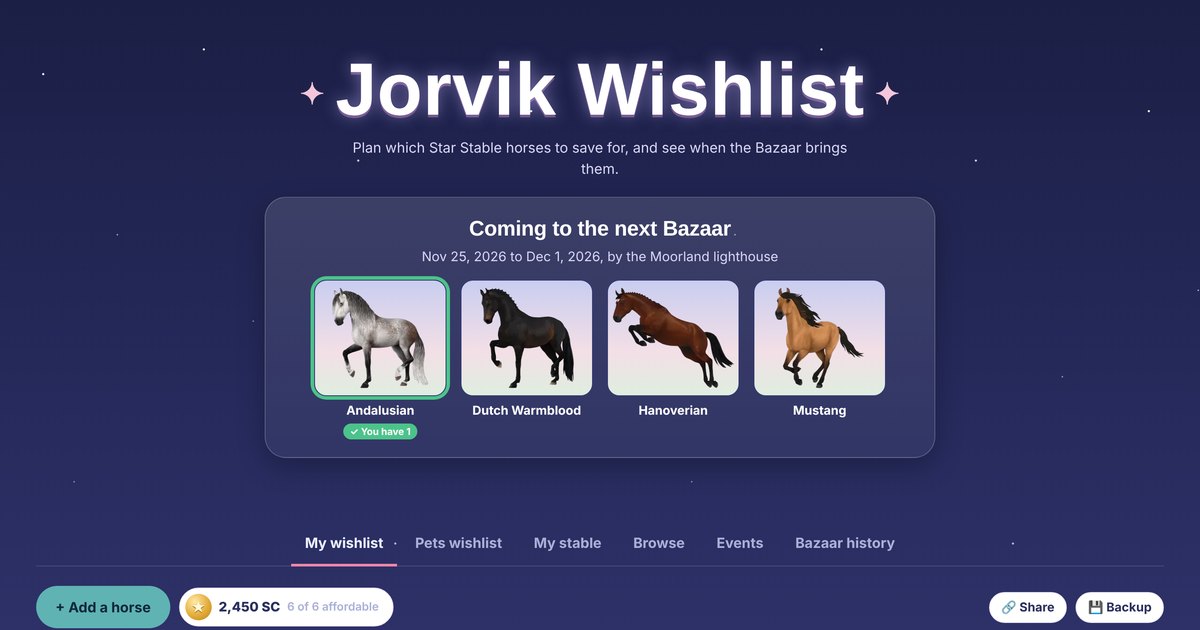 Jorvik Wishlist
Plan which Star Stable horses to save for, and see when the Bazaar brings
them.
Coming to the next Bazaar
Nov 25, 2026 to Dec 1, 2026, by the Moorland lighthouse
Andalusian
Dutch Warmblood
Hanoverian
Mustang
✓ You have 1
My wishlist
Pets wishlist
My stable
Browse
Events
Bazaar history
+ Add a horse
2,450 SC
6 of 6 affordable
Share
Backup